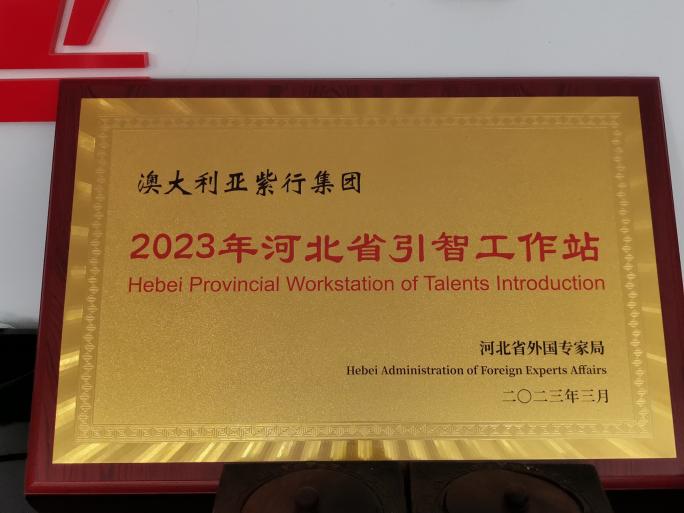 澳大利亚紫行集团
2023年河北省引智工作站
Hebei Provincial Workstation of Talents Introduction
河北省外国专家局
Hebei Administration of Foreign Experts Affairs
二〇二三年三月